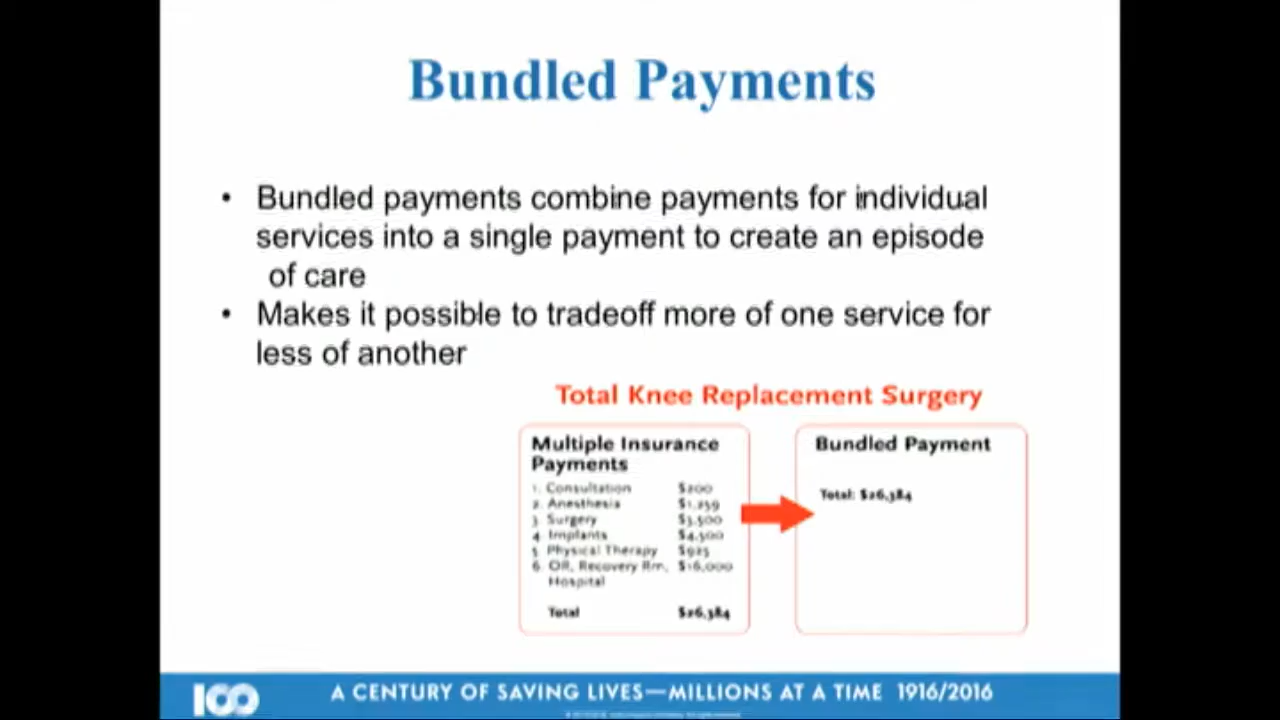 Bundled Payments
• Bundled payments combine payments for individual
services into a single payment to create an episode
of care
• Makes it possible to tradeoff more of one service for
less of another
Total Knee Replacement Surgery
Multiple Insurance
Payments
1. Consultation $200
2. Anesthesia $1,259
3. Surgery $3,500
4. Implants $4,500
5. Physical Therapy $925
6. OR, Recovery Rm, $16,000
Hospital
Total $26,384
Bundled Payment
Total: $26,384
100
A CENTURY OF SAVING LIVES—MILLIONS AT A TIME 1916/2016